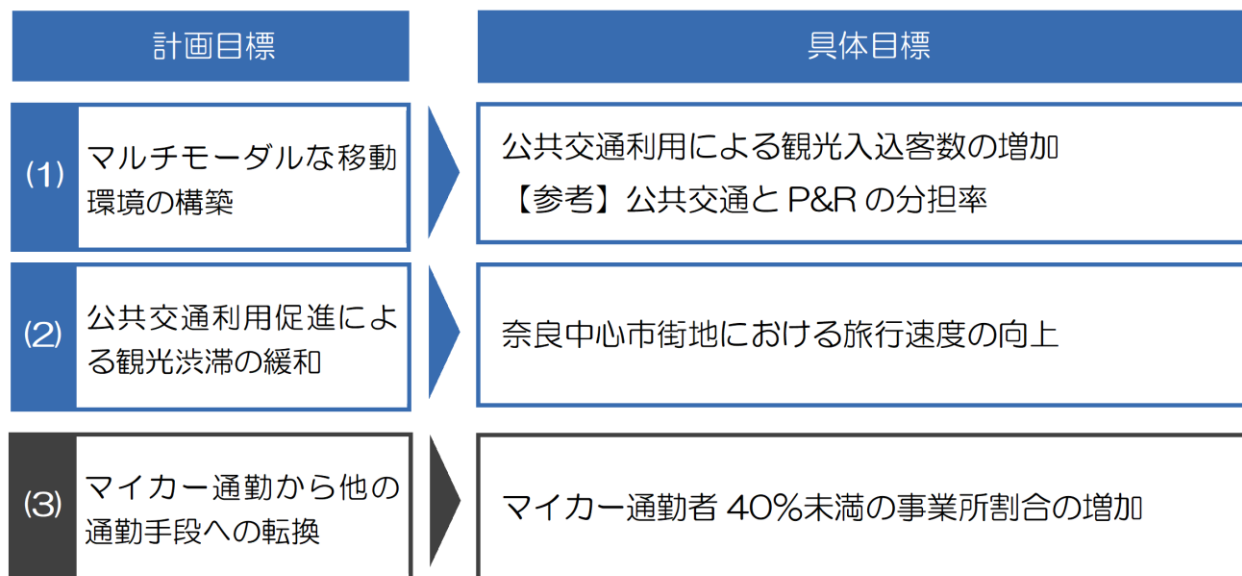 計画目標
具体目標
(1)
マルチモーダルな移動
環境の構築
公共交通利用による観光入込客数の増加
【参考】公共交通とP&Rの分担率
(2)
公共交通利用促進によ
る観光渋滞の緩和
奈良中心市街地における旅行速度の向上
(3)
マイカー通勤から他の
通勤手段への転換
マイカー通勤者40%未満の事業所割合の増加